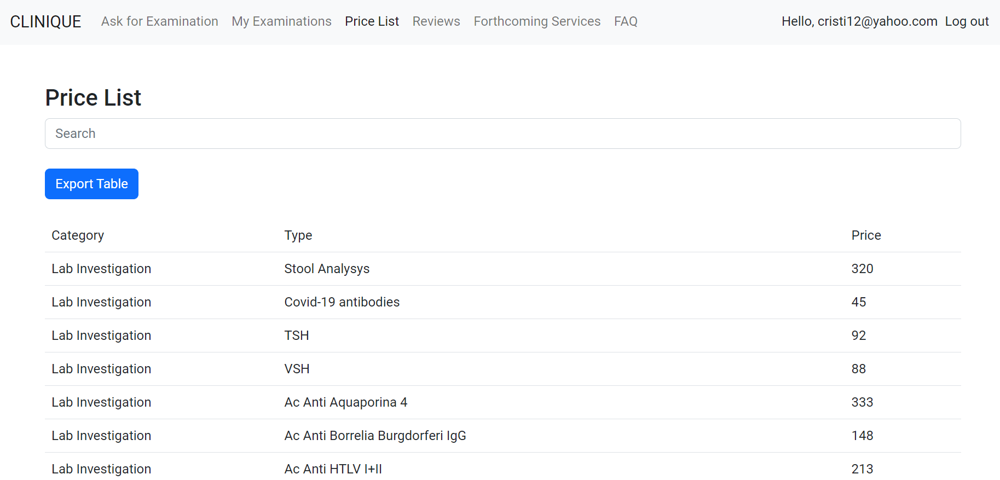 CLINIQUE Ask for Examination My Examinations Price List Reviews Forthcoming Services FAQ Hello, cristi12@yahoo.com Log out
Price List
Search
Export Table
Category Type Price
Lab Investigation Stool Analysys 320
Lab Investigation Covid-19 antibodies 45
Lab Investigation TSH 92
Lab Investigation VSH 88
Lab Investigation Ac Anti Aquaporina 4 333
Lab Investigation Ac Anti Borrelia Burgdorferi IgG 148
Lab Investigation Ac Anti HTLV I+II 213